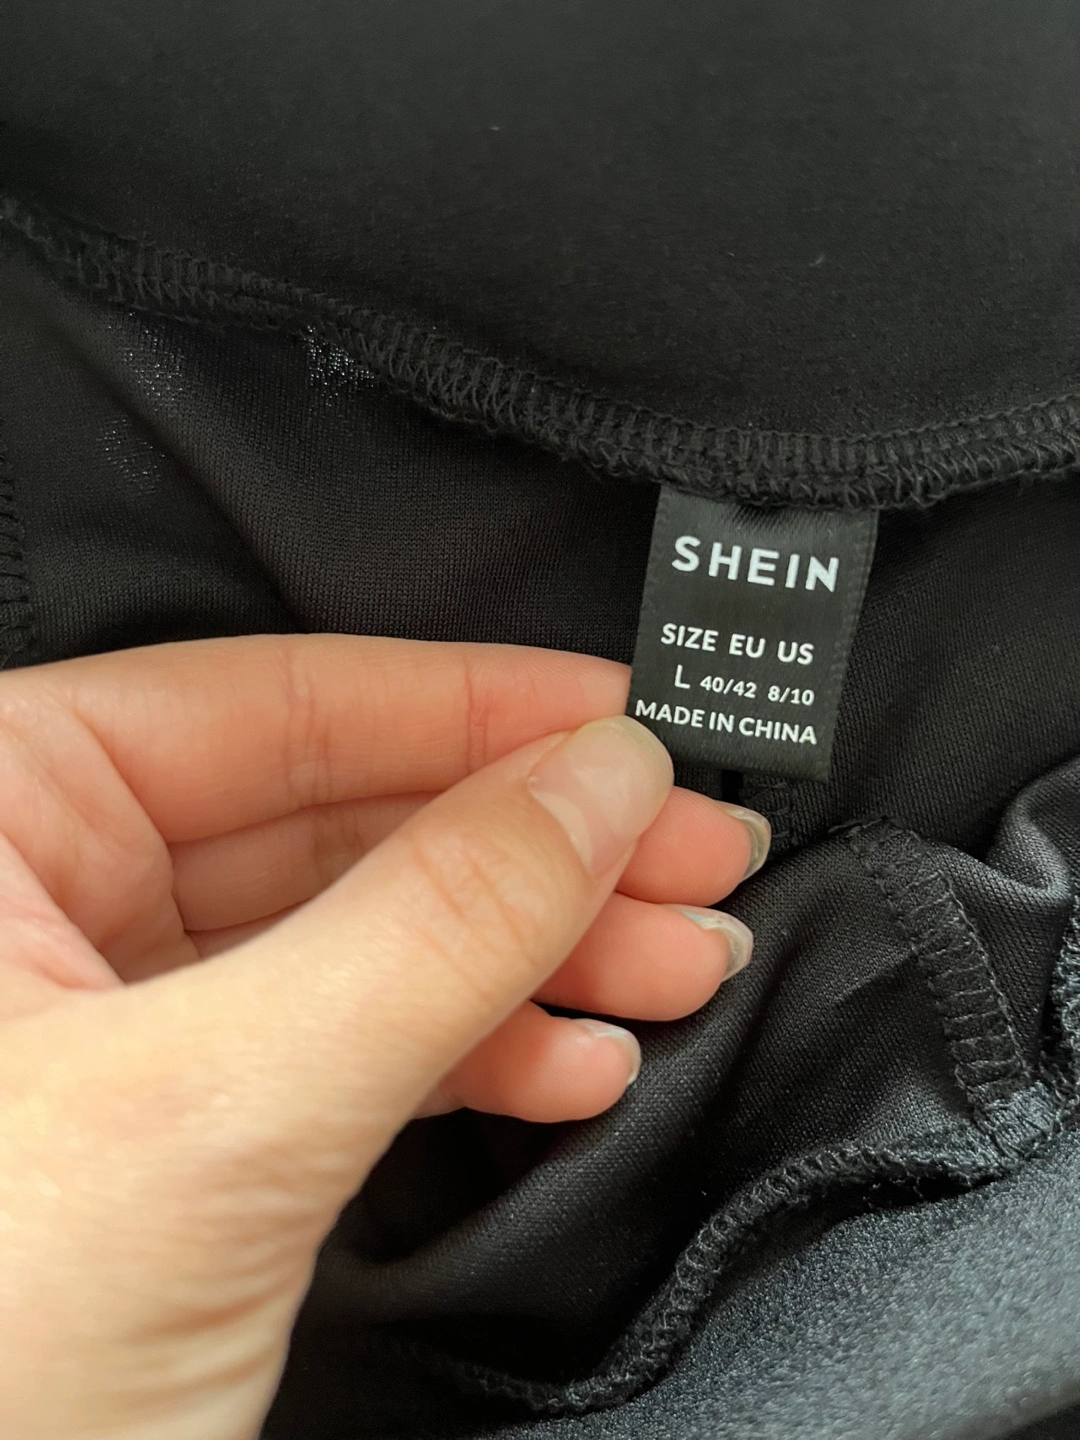 SHEIN
SIZE EU US
L 40/42 8/10
MADE IN CHINA